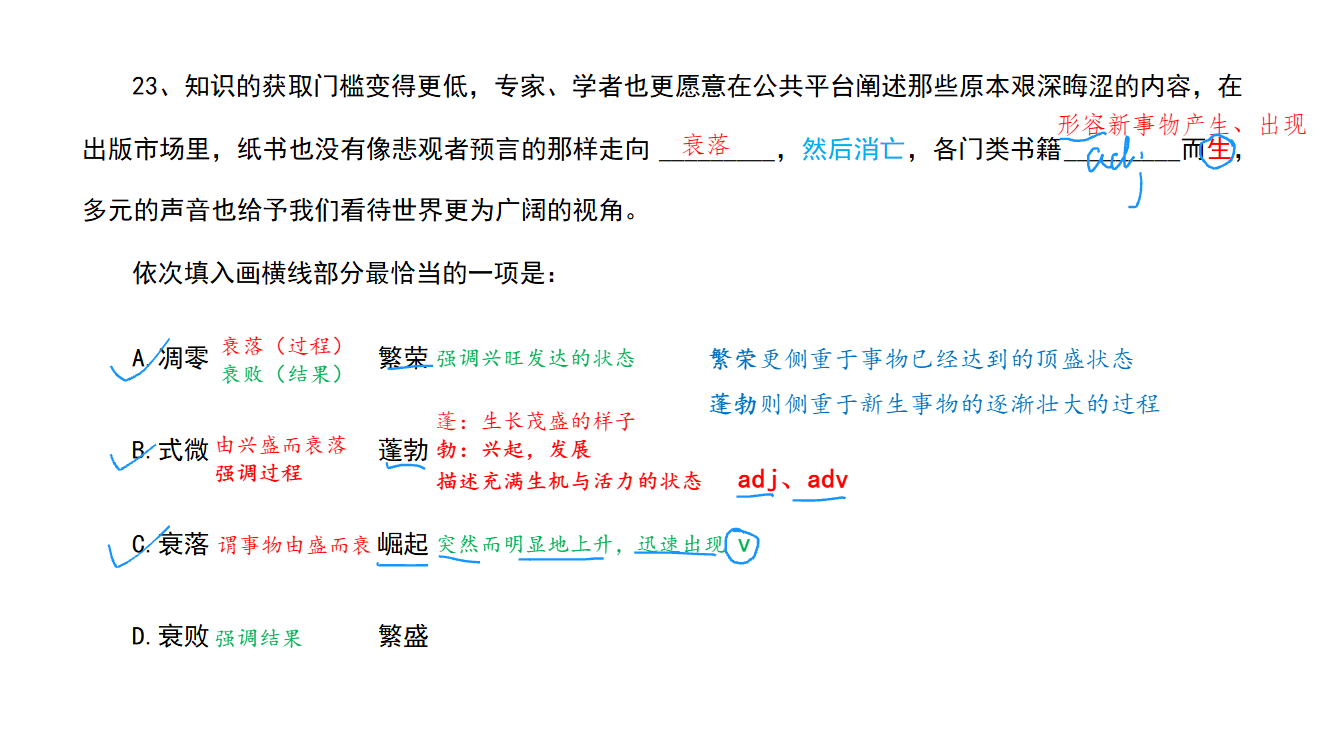 23、知识的获取门槛变得更低，专家、学者也更愿意在公共平台阐述那些原本艰深晦涩的内容，在
形容新事物产生、出现
出版市场里，纸书也没有像悲观者预言的那样走向 衰落，然后消亡，各门类书籍 adj 而生，
多元的声音也给予我们看待世界更为广阔的视角。
依次填入画横线部分最恰当的一项是：
A.凋零 衰落（过程） 繁荣 强调兴旺发达的状态 繁荣更侧重于事物已经达到的顶盛状态
衰败（结果）
蓬勃则侧重于新生事物的逐渐壮大的过程
蓬：生长茂盛的样子
B.式微 由兴盛而衰落 蓬勃 勃：兴起，发展
强调过程 描述充满生机与活力的状态 adj、adv
C.衰落 谓事物由盛而衰 崛起 突然而明显地上升，迅速出现 v
D.衰败 强调结果 繁盛